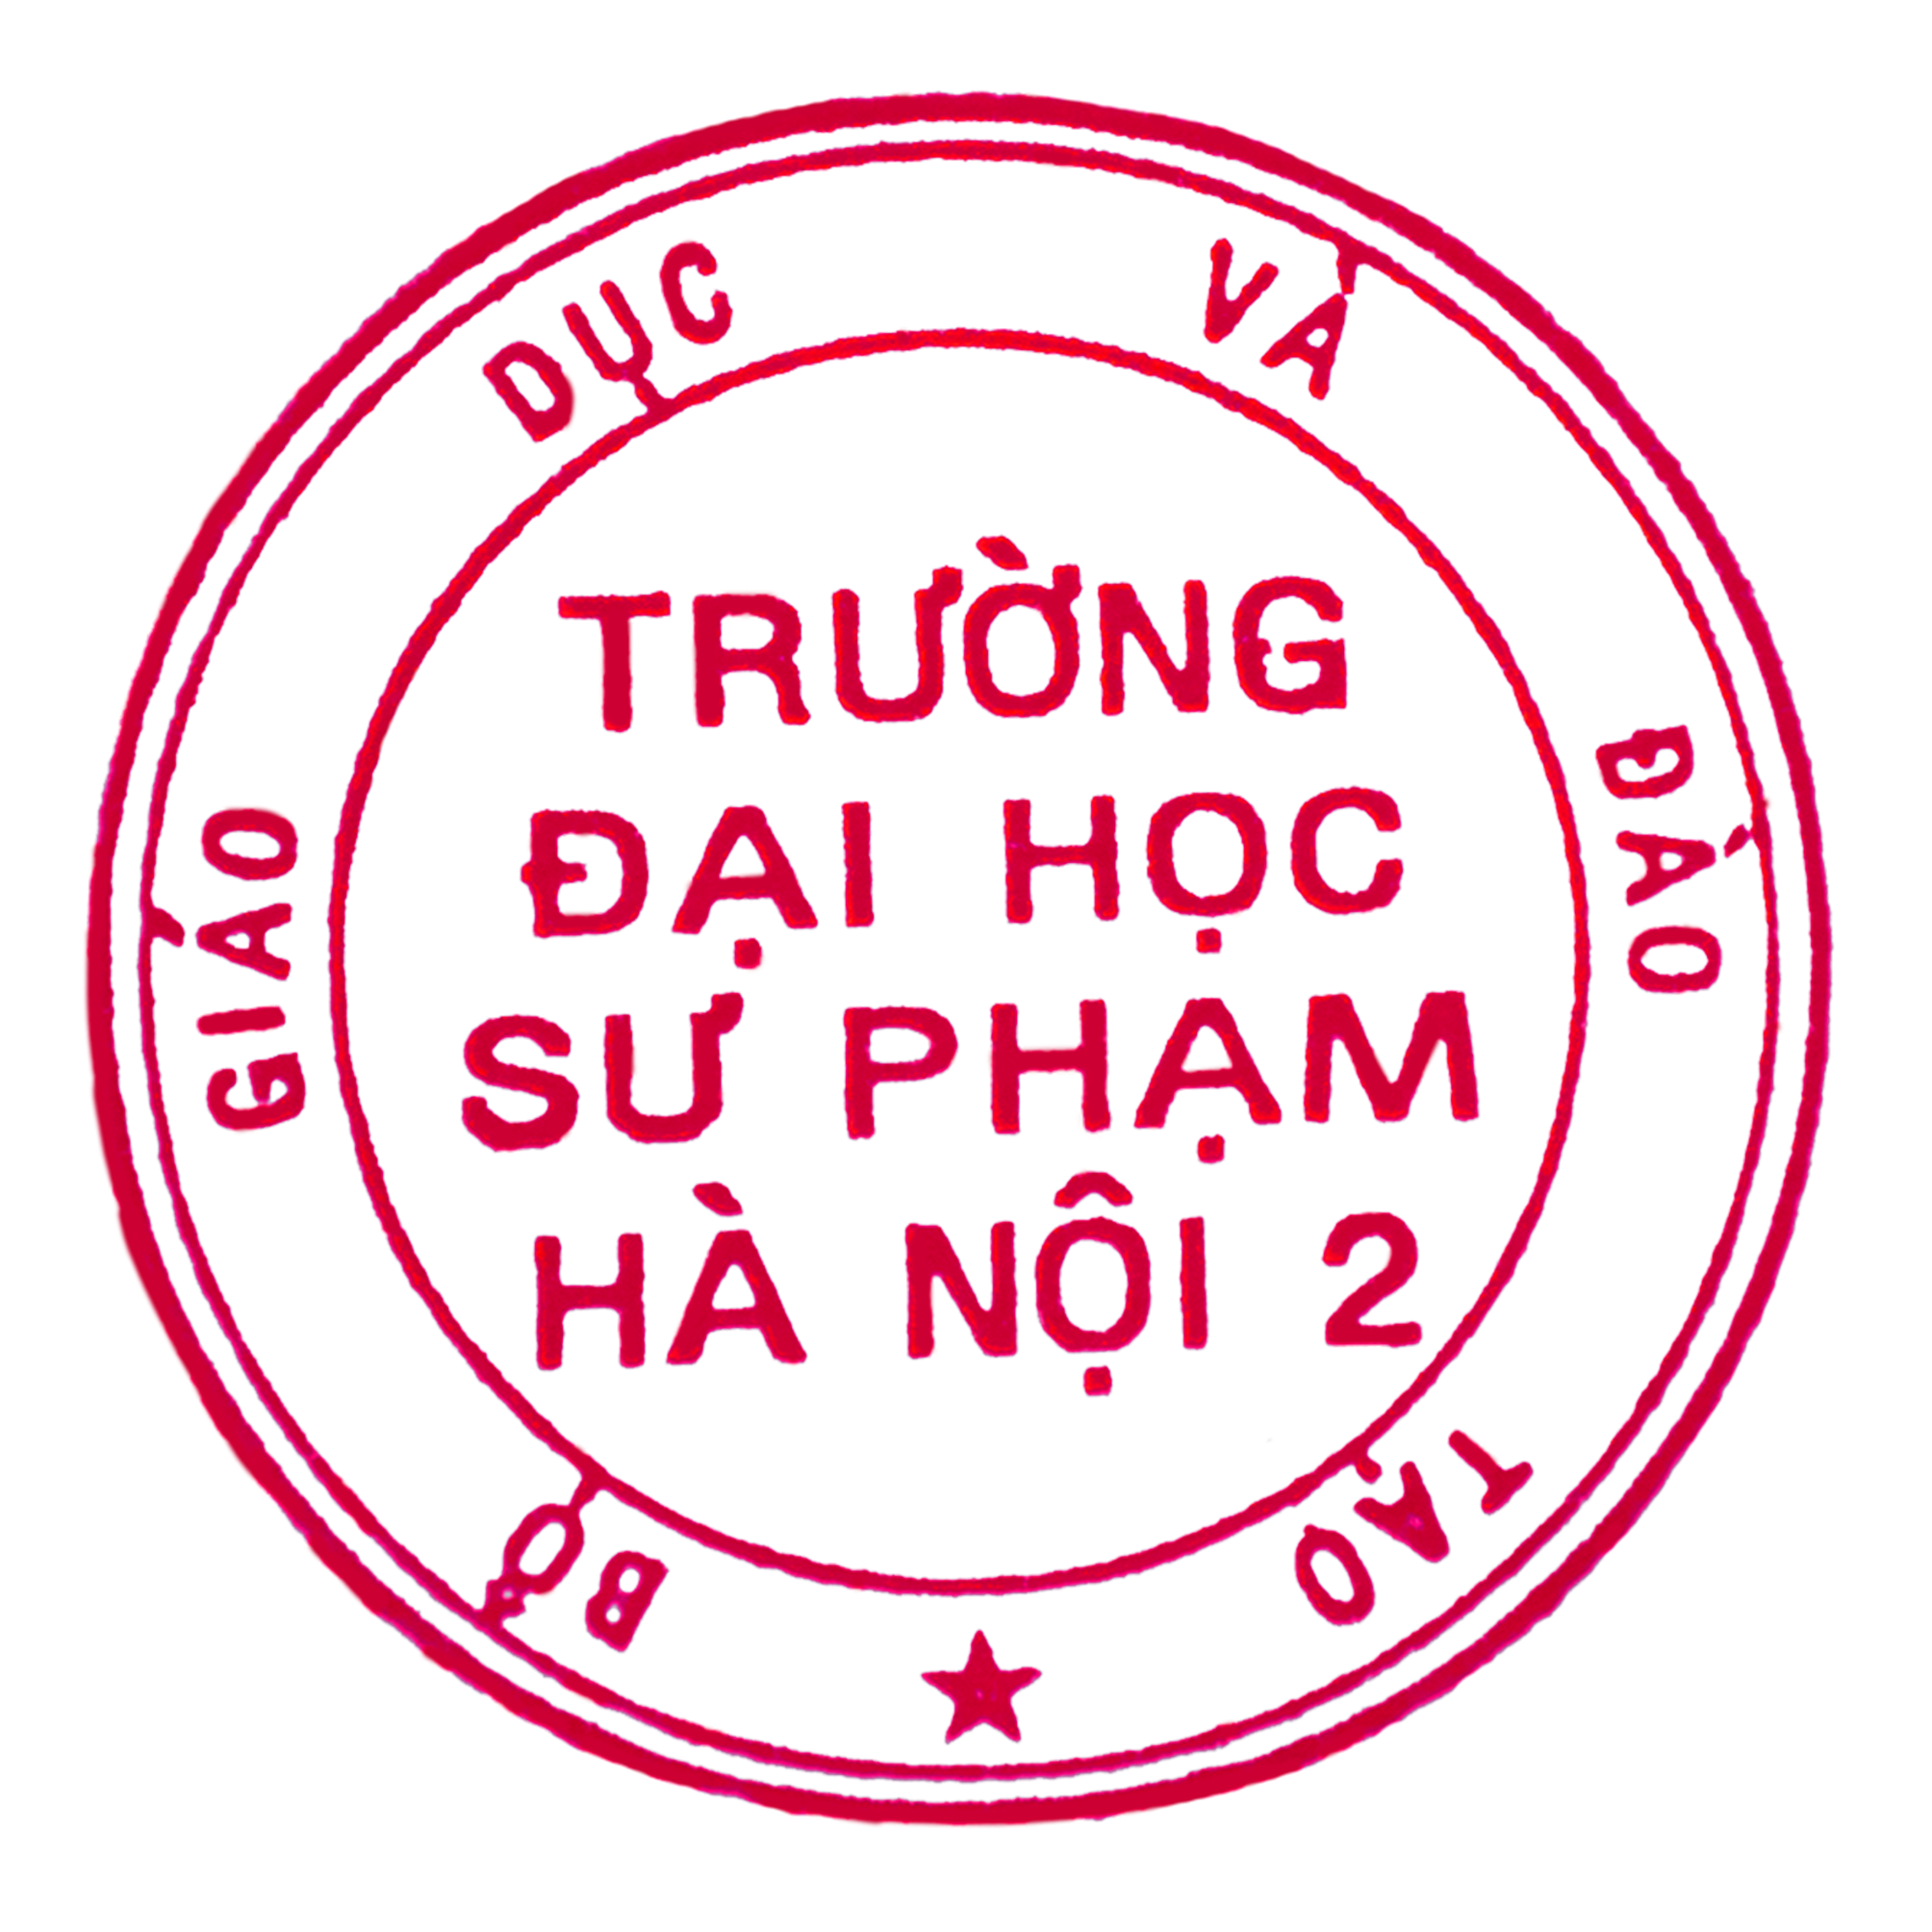 BỘ GIÁO DỤC VÀ ĐÀO TẠO
TRƯỜNG
ĐẠI HỌC
SƯ PHẠM
HÀ NỘI 2